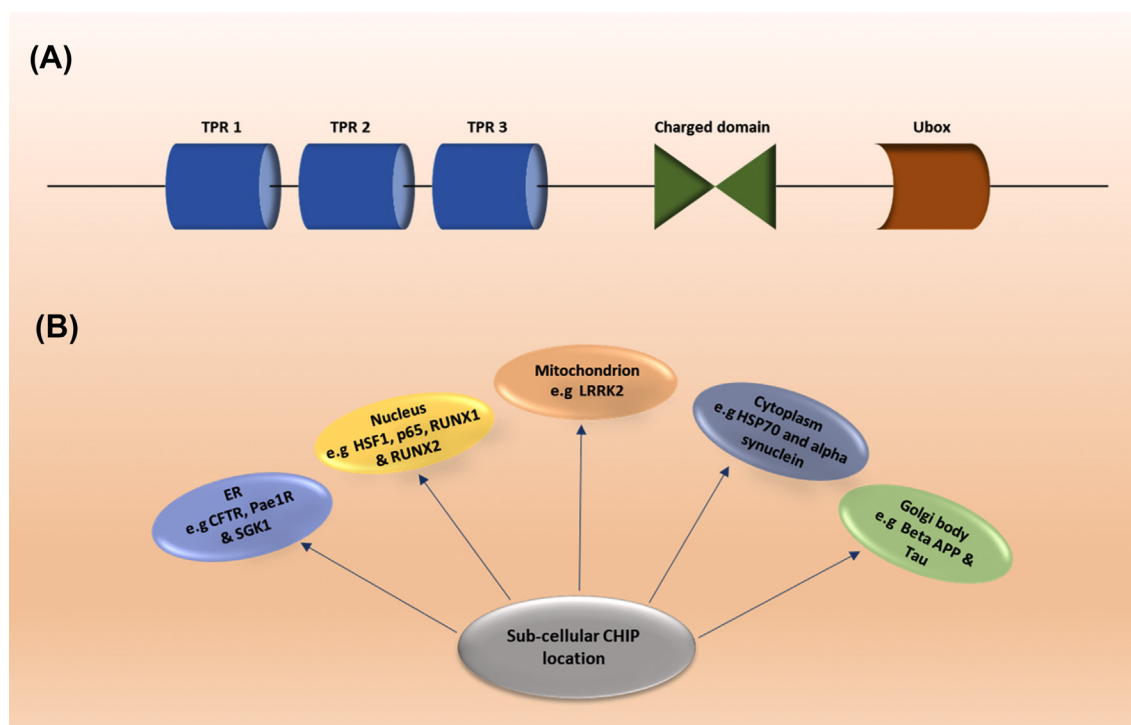 (A)
TPR 1
TPR 2
TPR 3
Charged domain
Ubox
(B)
Mitochondrion
e.g LRRK2
Nucleus
e.g HSF1, p65, RUNX1
& RUNX2
Cytoplasm
e.g HSP70 and alpha
synuclein
ER
e.g CFTR, Pae1R
& SGK1
Golgi body
e.g Beta APP &
Tau
Sub-cellular CHIP
location